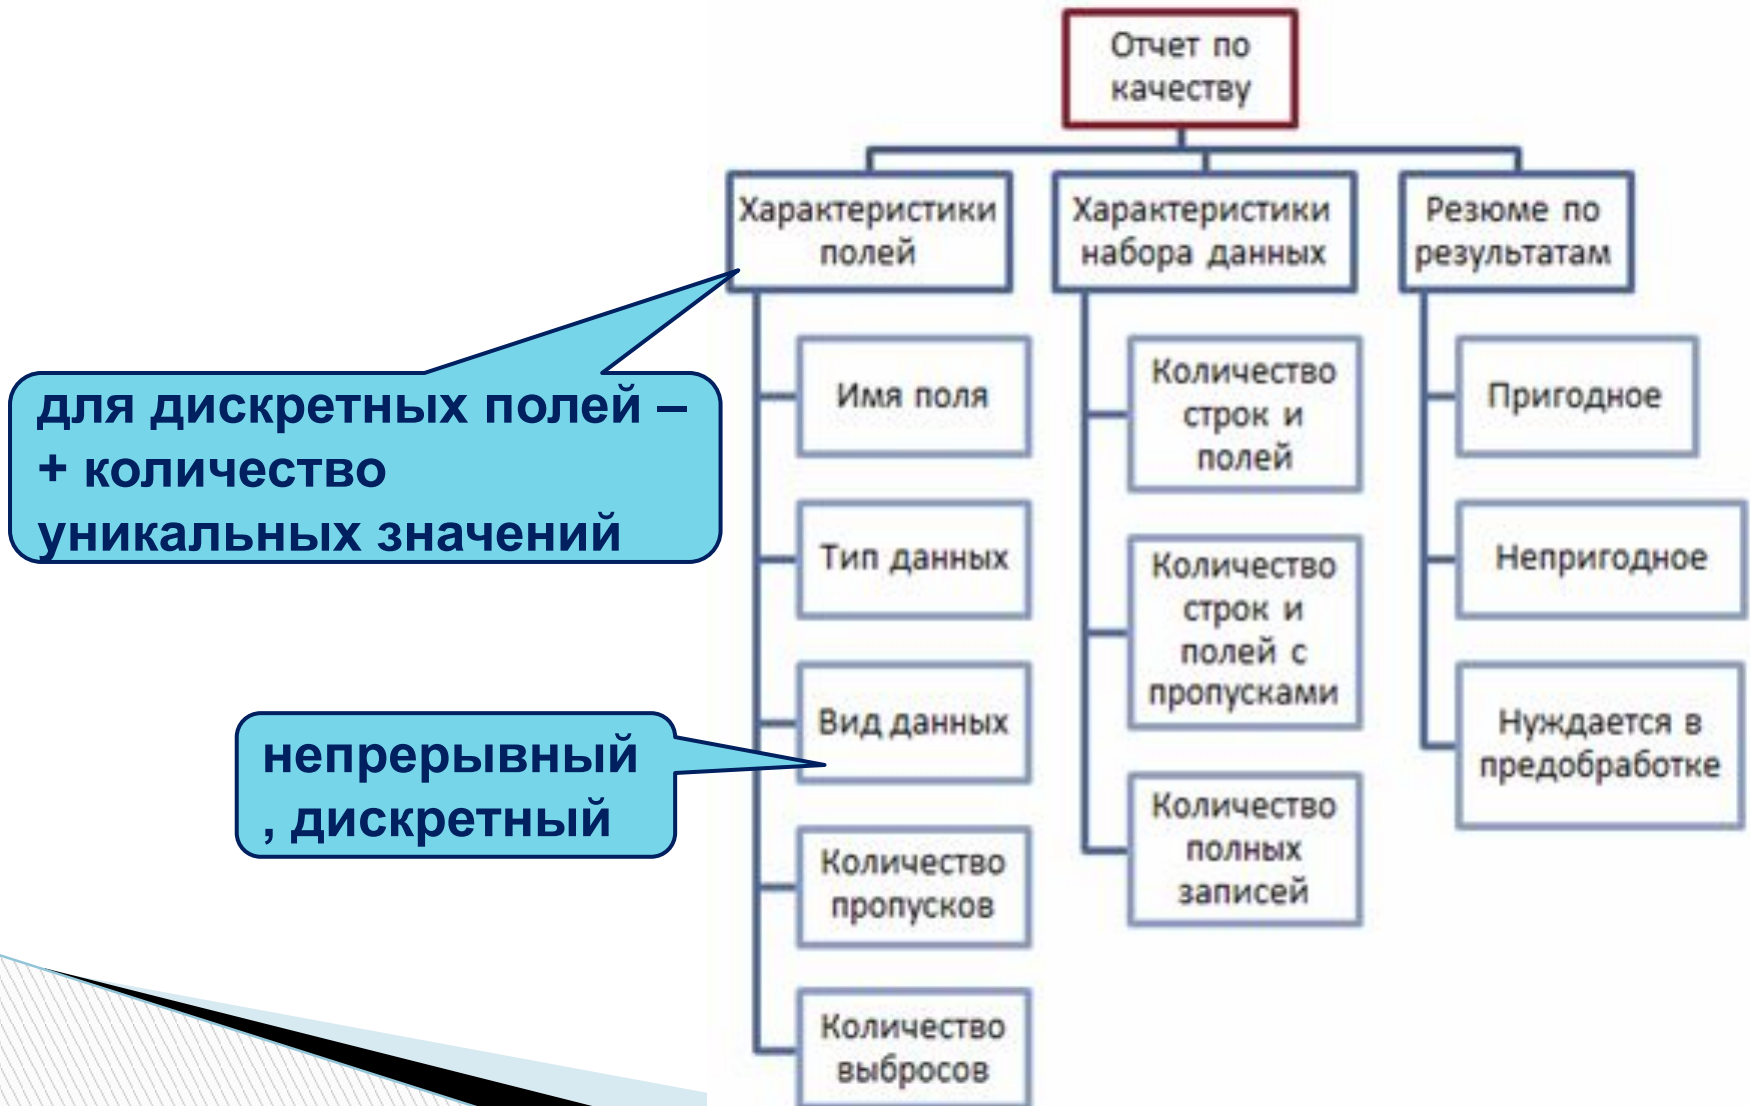 Отчет по
качеству
Характеристики
полей
Характеристики
набора данных
Резюме по
результатам
для дискретных полей –
+ количество
уникальных значений
Имя поля
Тип данных
Вид данных
непрерывный
, дискретный
Количество
пропусков
Количество
выбросов
Количество
строк и
полей
Количество
строк и
полей с
пропусками
Количество
полных
записей
Пригодное
Непригодное
Нуждается в
предобработке